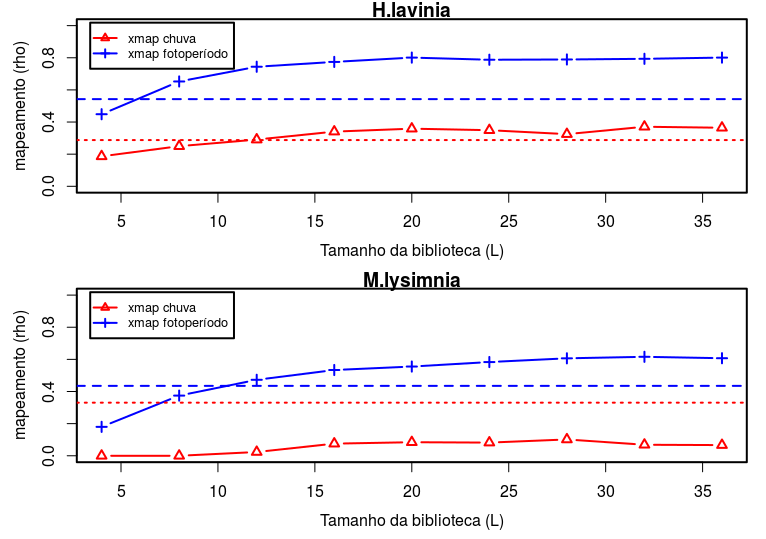 H.lavinia
xmap chuva
xmap fotoperíodo
mapeamento (rho)
0.0 0.4 0.8
5 10 15 20 25 30 35
Tamanho da biblioteca (L)
M.lysimnia
xmap chuva
xmap fotoperíodo
mapeamento (rho)
0.0 0.4 0.8
5 10 15 20 25 30 35
Tamanho da biblioteca (L)